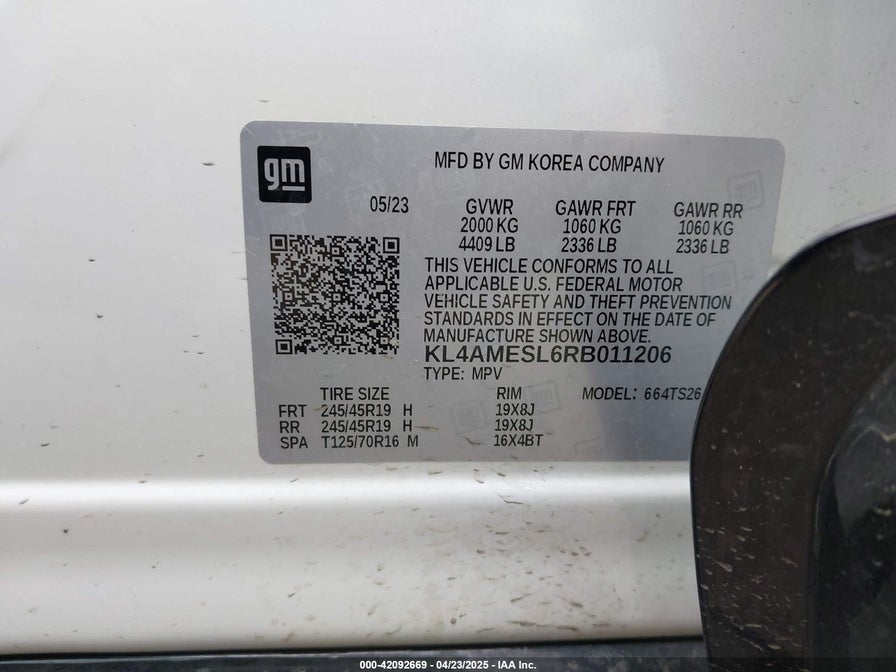 gm
MFD BY GM KOREA COMPANY
05/23 GVWR GAWR FRT GAWR RR
2000 KG 1060 KG 1060 KG
4409 LB 2336 LB 2336 LB
THIS VEHICLE CONFORMS TO ALL
APPLICABLE U.S. FEDERAL MOTOR
VEHICLE SAFETY AND THEFT PREVENTION
STANDARDS IN EFFECT ON THE DATE OF
MANUFACTURE SHOWN ABOVE.
KL4AMESL6RB011206
TYPE: MPV
TIRE SIZE RIM MODEL: 664TS26
FRT 245/45R19 H 19X8J
RR 245/45R19 H 19X8J
SPA T125/70R16 M 16X4BT
000-42092669 - 04/23/2025 - IAA Inc.